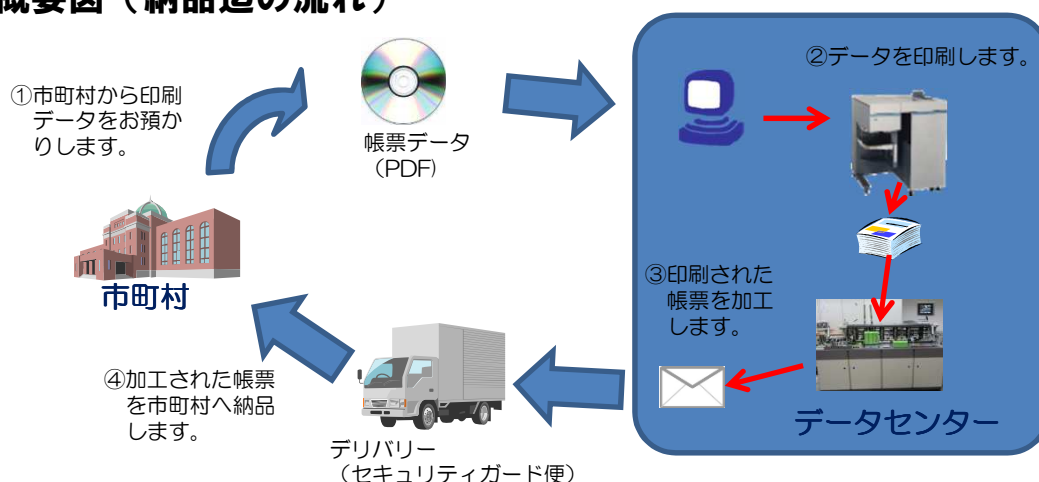 概要図（納品迄の流れ）
①市町村から印刷
データをお預か
りします。
帳票データ
（PDF）
②データを印刷します。
市町村
③印刷された
帳票を加工
します。
④加工された帳票
を市町村へ納品
します。
データセンター
デリバリー
（セキュリティガード便）